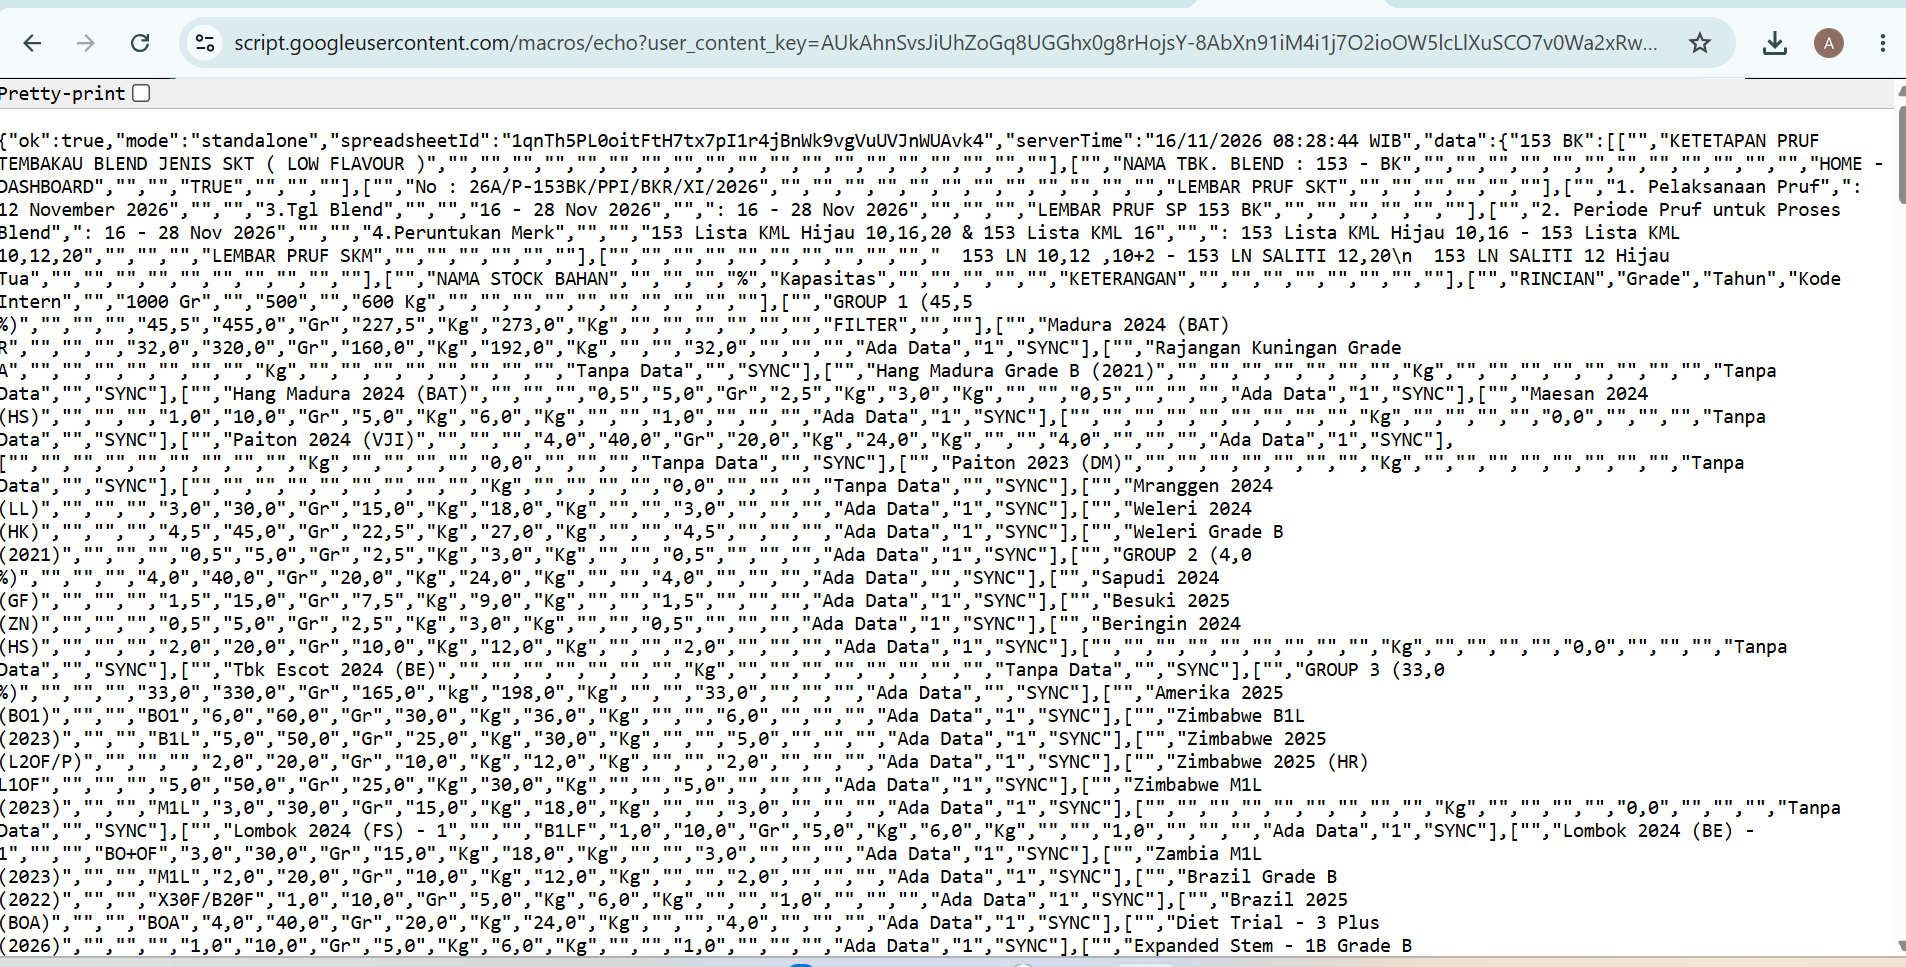 script.googleusercontent.com/macros/echo?user_content_key=AUkAhnSvsJiUhZoGq8UGGhx0g8rHojsY-8AbXn91iM4i1j7O2ioOW5lcLlXuSCO7v0Wa2xRw...
A
Pretty-print
{"ok":true,"mode":"standalone","spreadsheetId":"1qnTh5PL0oitFtH7tx7pI1r4jBnWk9vgVuUVJnWUAvk4","serverTime":"16/11/2026 08:28:44 WIB","data":{"153 BK":[["","KETETAPAN PRUF
TEMBAKAU BLEND JENIS SKT ( LOW FLAVOUR )","","","","","","","","","","","","","","","","","","",""],["","NAMA TBK. BLEND : 153 - BK","","","","","","","","","","","","","HOME -
DASHBOARD","","","TRUE","","",""],["","No : 26A/P-153BK/PPI/BKR/XI/2026","","","","","","","","","","","","","LEMBAR PRUF SKT","","","","","",""],["","1. Pelaksanaan Pruf",":
12 November 2026","","","3.Tgl Blend","","","16 - 28 Nov 2026","","",": 16 - 28 Nov 2026","","","","LEMBAR PRUF SP 153 BK","","","","","",""],["","2. Periode Pruf untuk Proses
Blend",": 16 - 28 Nov 2026","","","4.Peruntukan Merk","","","153 Lista KML Hijau 10,16,20 & 153 Lista KML 16","","",": 153 Lista KML Hijau 10,16 - 153 Lista KML
10,12,20","","","","LEMBAR PRUF SKM","","","","","",""],["","","","","","","","","","","",  153 LN 10,12 ,10+2 - 153 LN SALITI 12,20\n  153 LN SALITI 12 Hijau
Tua","","","","","","","","","",""],["","NAMA STOCK BAHAN","","","","%","Kapasitas","","","","","","KETERANGAN","","","","","","","",""],["","RINCIAN","Grade","Tahun","Kode
Intern","","1000 Gr","","500","","600 Kg","","","","","","","","","",""],["","GROUP 1 (45,5
%)","","","","45,5","455,0","Gr","227,5","Kg","273,0","Kg","","","","","","","FILTER","",""],["","Madura 2024 (BAT)
R","","","","32,0","320,0","Gr","160,0","Kg","192,0","Kg","","","32,0","","","","Ada Data","1","SYNC"],["","Rajangan Kuningan Grade
A","","","","","","","","Kg","","","","","","","","","Tanpa Data","","SYNC"],["","Hang Madura Grade B (2021)","","","","","","","","Kg","","","","","","","","","Tanpa
Data","","SYNC"],["","Hang Madura 2024 (BAT)","","","","0,5","5,0","Gr","2,5","Kg","3,0","Kg","","","0,5","","","","Ada Data","1","SYNC"],["","Maesan 2024
(HS)","","","","1,0","10,0","Gr","5,0","Kg","6,0","Kg","","","1,0","","","","Ada Data","1","SYNC"],["","","","","","","","","","","Kg","","","","","0,0","","","","Tanpa
Data","","SYNC"],["","Paiton 2024 (VJI)","","","","4,0","40,0","Gr","20,0","Kg","24,0","Kg","","","4,0","","","","Ada Data","1","SYNC"],
["","","","","","","","","","","Kg","","","","","0,0","","","","Tanpa Data","","SYNC"],["","Paiton 2023 (DM)","","","","","","","","Kg","","","","","","","","","Tanpa
Data","","SYNC"],["","","","","","","","","","","Kg","","","","","0,0","","","","Tanpa Data","","SYNC"],["","Mranggen 2024
(LL)","","","","3,0","30,0","Gr","15,0","Kg","18,0","Kg","","","3,0","","","","Ada Data","1","SYNC"],["","Weleri 2024
(HK)","","","","4,5","45,0","Gr","22,5","Kg","27,0","Kg","","","4,5","","","","Ada Data","1","SYNC"],["","Weleri Grade B
(2021)","","","","0,5","5,0","Gr","2,5","Kg","3,0","Kg","","","0,5","","","","Ada Data","1","SYNC"],["","GROUP 2 (4,0
%)","","","","4,0","40,0","Gr","20,0","Kg","24,0","Kg","","","4,0","","","","Ada Data","","SYNC"],["","Sapudi 2024
(GF)","","","","1,5","15,0","Gr","7,5","Kg","9,0","Kg","","","1,5","","","","Ada Data","1","SYNC"],["","Besuki 2025
(ZN)","","","","0,5","5,0","Gr","2,5","Kg","3,0","Kg","","","0,5","","","","Ada Data","1","SYNC"],["","Beringin 2024
(HS)","","","","2,0","20,0","Gr","10,0","Kg","12,0","Kg","","","2,0","","","","Ada Data","1","SYNC"],["","","","","","","","","","","Kg","","","","","0,0","","","","Tanpa
Data","","SYNC"],["","Tbk Escot 2024 (BE)","","","","","","","","Kg","","","","","","","","","Tanpa Data","","SYNC"],["","GROUP 3 (33,0
%)","","","","33,0","330,0","Gr","165,0","kg","198,0","Kg","","","33,0","","","","Ada Data","","SYNC"],["","Amerika 2025
(BO1)","","","BO1","6,0","60,0","Gr","30,0","Kg","36,0","Kg","","","6,0","","","","Ada Data","1","SYNC"],["","Zimbabwe B1L
(2023)","","","B1L","5,0","50,0","Gr","25,0","Kg","30,0","Kg","","","5,0","","","","Ada Data","1","SYNC"],["","Zimbabwe 2025
(L2OF/P)","","","","2,0","20,0","Gr","10,0","Kg","12,0","Kg","","","2,0","","","","Ada Data","1","SYNC"],["","Zimbabwe 2025 (HR)
L1OF","","","","5,0","50,0","Gr","25,0","Kg","30,0","Kg","","","5,0","","","","Ada Data","1","SYNC"],["","Zimbabwe M1L
(2023)","","","M1L","3,0","30,0","Gr","15,0","Kg","18,0","Kg","","","3,0","","","","Ada Data","1","SYNC"],["","","","","","","","","","","Kg","","","","","0,0","","","","Tanpa
Data","","SYNC"],["","Lombok 2024 (FS) - 1","","","B1LF","1,0","10,0","Gr","5,0","Kg","6,0","Kg","","","1,0","","","","Ada Data","1","SYNC"],["","Lombok 2024 (BE) -
1","","","BO+OF","3,0","30,0","Gr","15,0","Kg","18,0","Kg","","","3,0","","","","Ada Data","1","SYNC"],["","Zambia M1L
(2023)","","","M1L","2,0","20,0","Gr","10,0","Kg","12,0","Kg","","","2,0","","","","Ada Data","1","SYNC"],["","Brazil Grade B
(2022)","","","X30F/B20F","1,0","10,0","Gr","5,0","Kg","6,0","Kg","","","1,0","","","","Ada Data","1","SYNC"],["","Brazil 2025
(BOA)","","","BOA","4,0","40,0","Gr","20,0","Kg","24,0","Kg","","","4,0","","","","Ada Data","1","SYNC"],["","Diet Trial - 3 Plus
(2026)","","","","1,0","10,0","Gr","5,0","Kg","6,0","Kg","","","1,0","","","","Ada Data","1","SYNC"],["","Expanded Stem - 1B Grade B